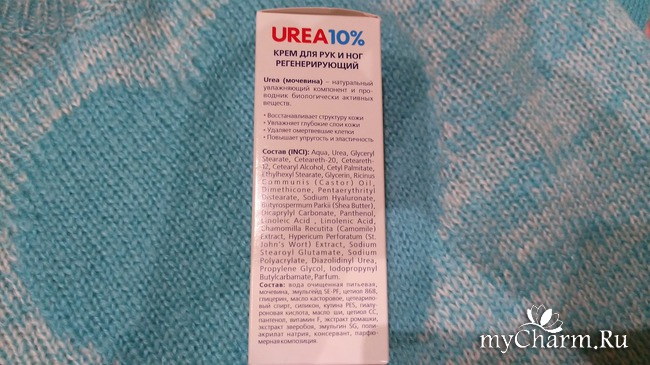 UREA10%
КРЕМ ДЛЯ РУК И НОГ
РЕГЕНЕРИРУЮЩИЙ
Urea (мочевина) – натуральный
увлажняющий компонент и про-
водник биологически активных
веществ.
• Восстанавливает структуру кожи
• Увлажняет глубокие слои кожи
• Удаляет омертвевшие клетки
• Повышает упругость и эластичность
Состав (INCI): Aqua, Urea, Glyceryl
Stearate, Ceteareth-20, Ceteareth-
12, Cetearyl Alcohol, Cetyl Palmitate,
Ethylhexyl Stearate, Glycerin, Ricinus
Communis (Castor) Oil,
Dimethicone, Pentaerythrityl
Distearate, Sodium Hyaluronate,
Butyrospermum Parkii (Shea Butter),
Dicaprylyl Carbonate, Panthenol,
Linoleic Acid , Linolenic Acid,
Chamomilla Recutita (Camomile)
Extract, Hypericum Perforatum (St.
John's Wort) Extract, Sodium
Stearoyl Glutamate, Sodium
Polyacrylate, Diazolidinyl Urea,
Propylene Glycol, Iodopropynyl
Butylcarbamate, Parfum.
Состав: вода очищенная питьевая,
мочевина, эмульгейд SE-PF, цетиол 868,
глицерин, масло касторовое, цетеарило-
вый спирт, силикон, кутина PES, гиалу-
роновая кислота, масло ши, цетиол СС,
пантенол, витамин F, экстракт ромашки,
экстракт зверобоя, эмульгин SG, поли-
акрилат натрия, консервант, парфю-
мерная композиция.
myCharm.Ru